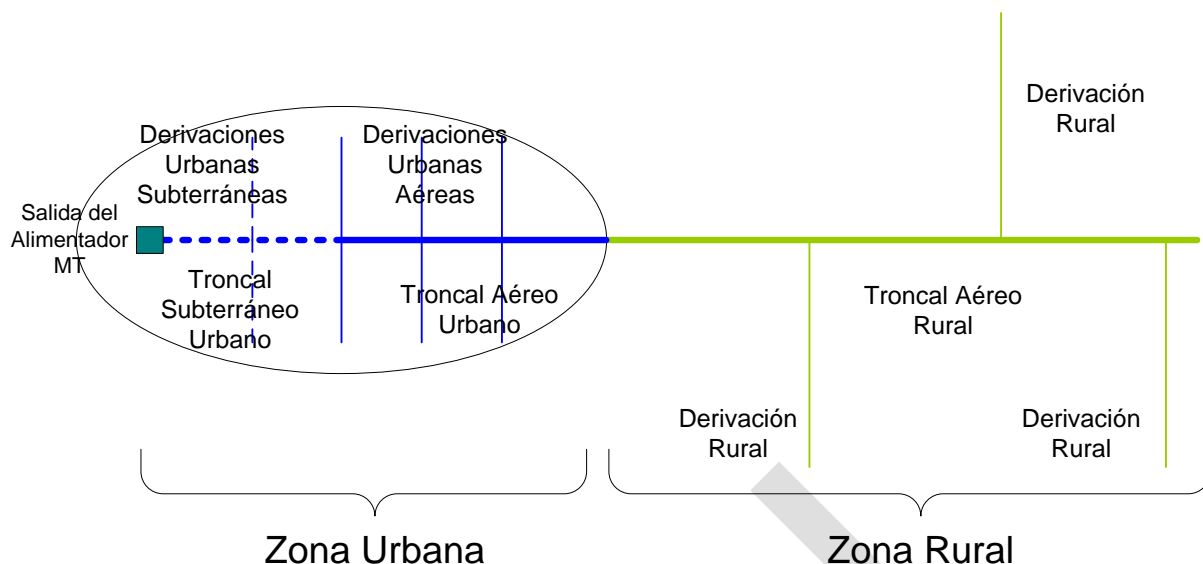 Derivación
Rural
Derivaciones
Urbanas
Subterráneas
Derivaciones
Urbanas
Aéreas
Salida del
Alimentador
MT
Troncal
Subterráneo
Urbano
Troncal Aéreo
Urbano
Troncal Aéreo
Rural
Derivación
Rural
Derivación
Rural
Zona Urbana
Zona Rural